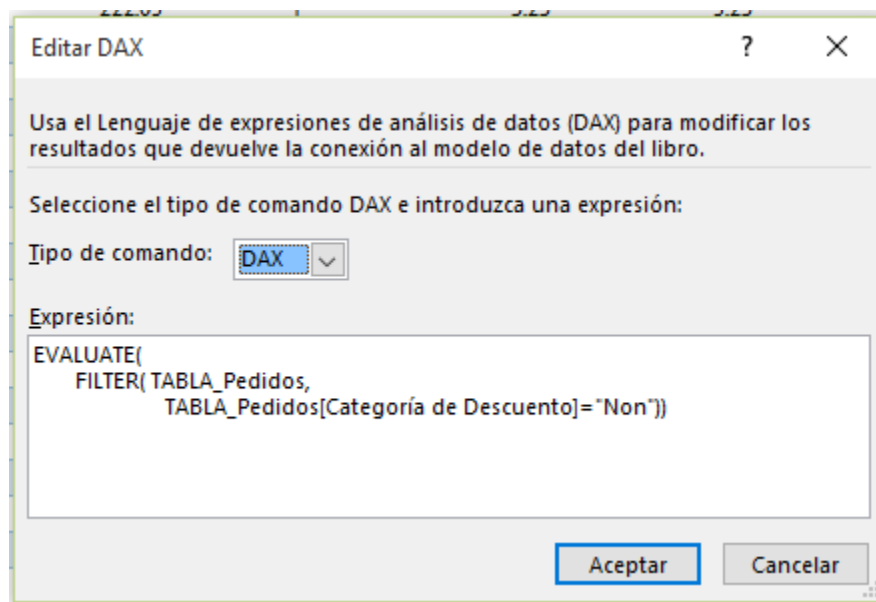 Editar DAX ?
Usa el Lenguaje de expresiones de análisis de datos (DAX) para modificar los
resultados que devuelve la conexión al modelo de datos del libro.
Seleccione el tipo de comando DAX e introduzca una expresión:
Tipo de comando: DAX
Expresión:
EVALUATE(
FILTER( TABLA_Pedidos,
TABLA_Pedidos[Categoría de Descuento]="Non"))
Aceptar Cancelar